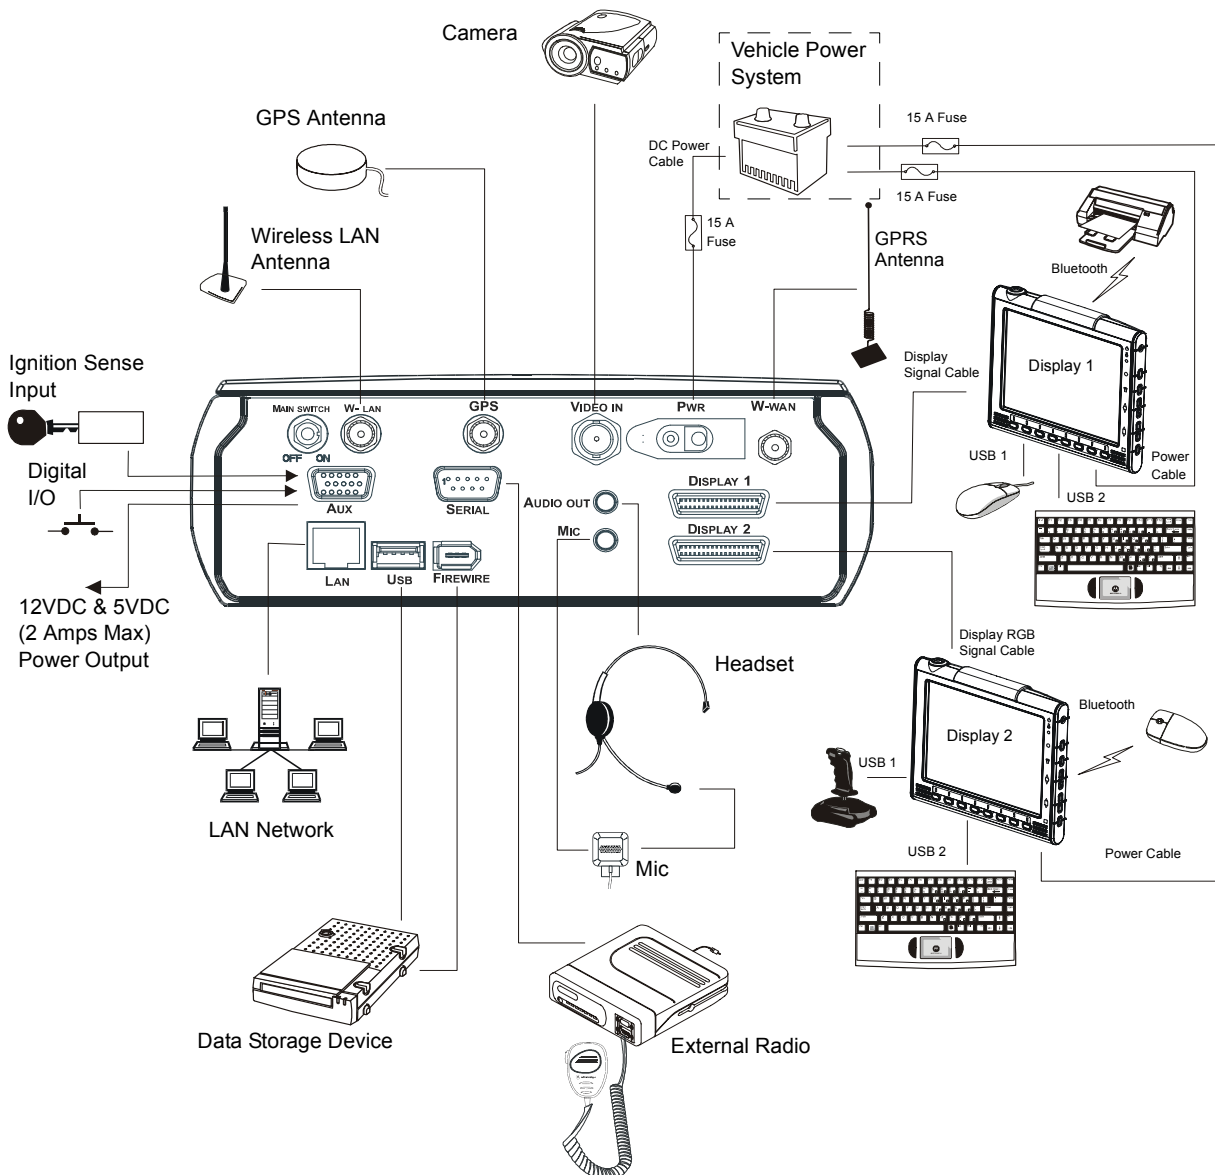 Camera
Vehicle Power
System
15 A Fuse
GPS Antenna
DC Power
Cable
15 A Fuse
15 A
Fuse
Wireless LAN
Antenna
GPRS
Antenna
Bluetooth
Ignition Sense
Input
Display
Signal Cable
Display 1
MAIN SWITCH
W- LAN
GPS
VIDEO IN
PWR
W-WAN
OFF ON
Digital
I/O
USB 1
Power
Cable
USB 2
AUX
1
SERIAL
AUDIO OUT
DISPLAY 1
MIC
DISPLAY 2
LAN
USB
FIREWIRE
12VDC & 5VDC
(2 Amps Max)
Power Output
Display RGB
Signal Cable
Headset
Bluetooth
Display 2
USB 1
LAN Network
USB 2
Power Cable
Mic
Data Storage Device
External Radio